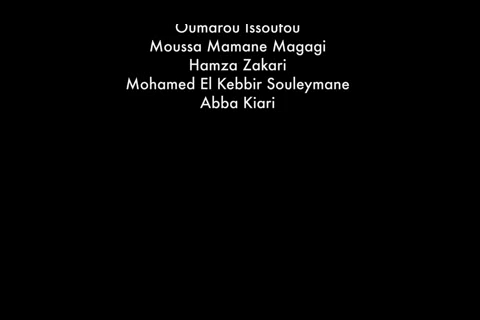 Oumarou Issoufou
Moussa Mamane Magagi
Hamza Zakari
Mohamed El Kebbir Souleymane
Abba Kiari